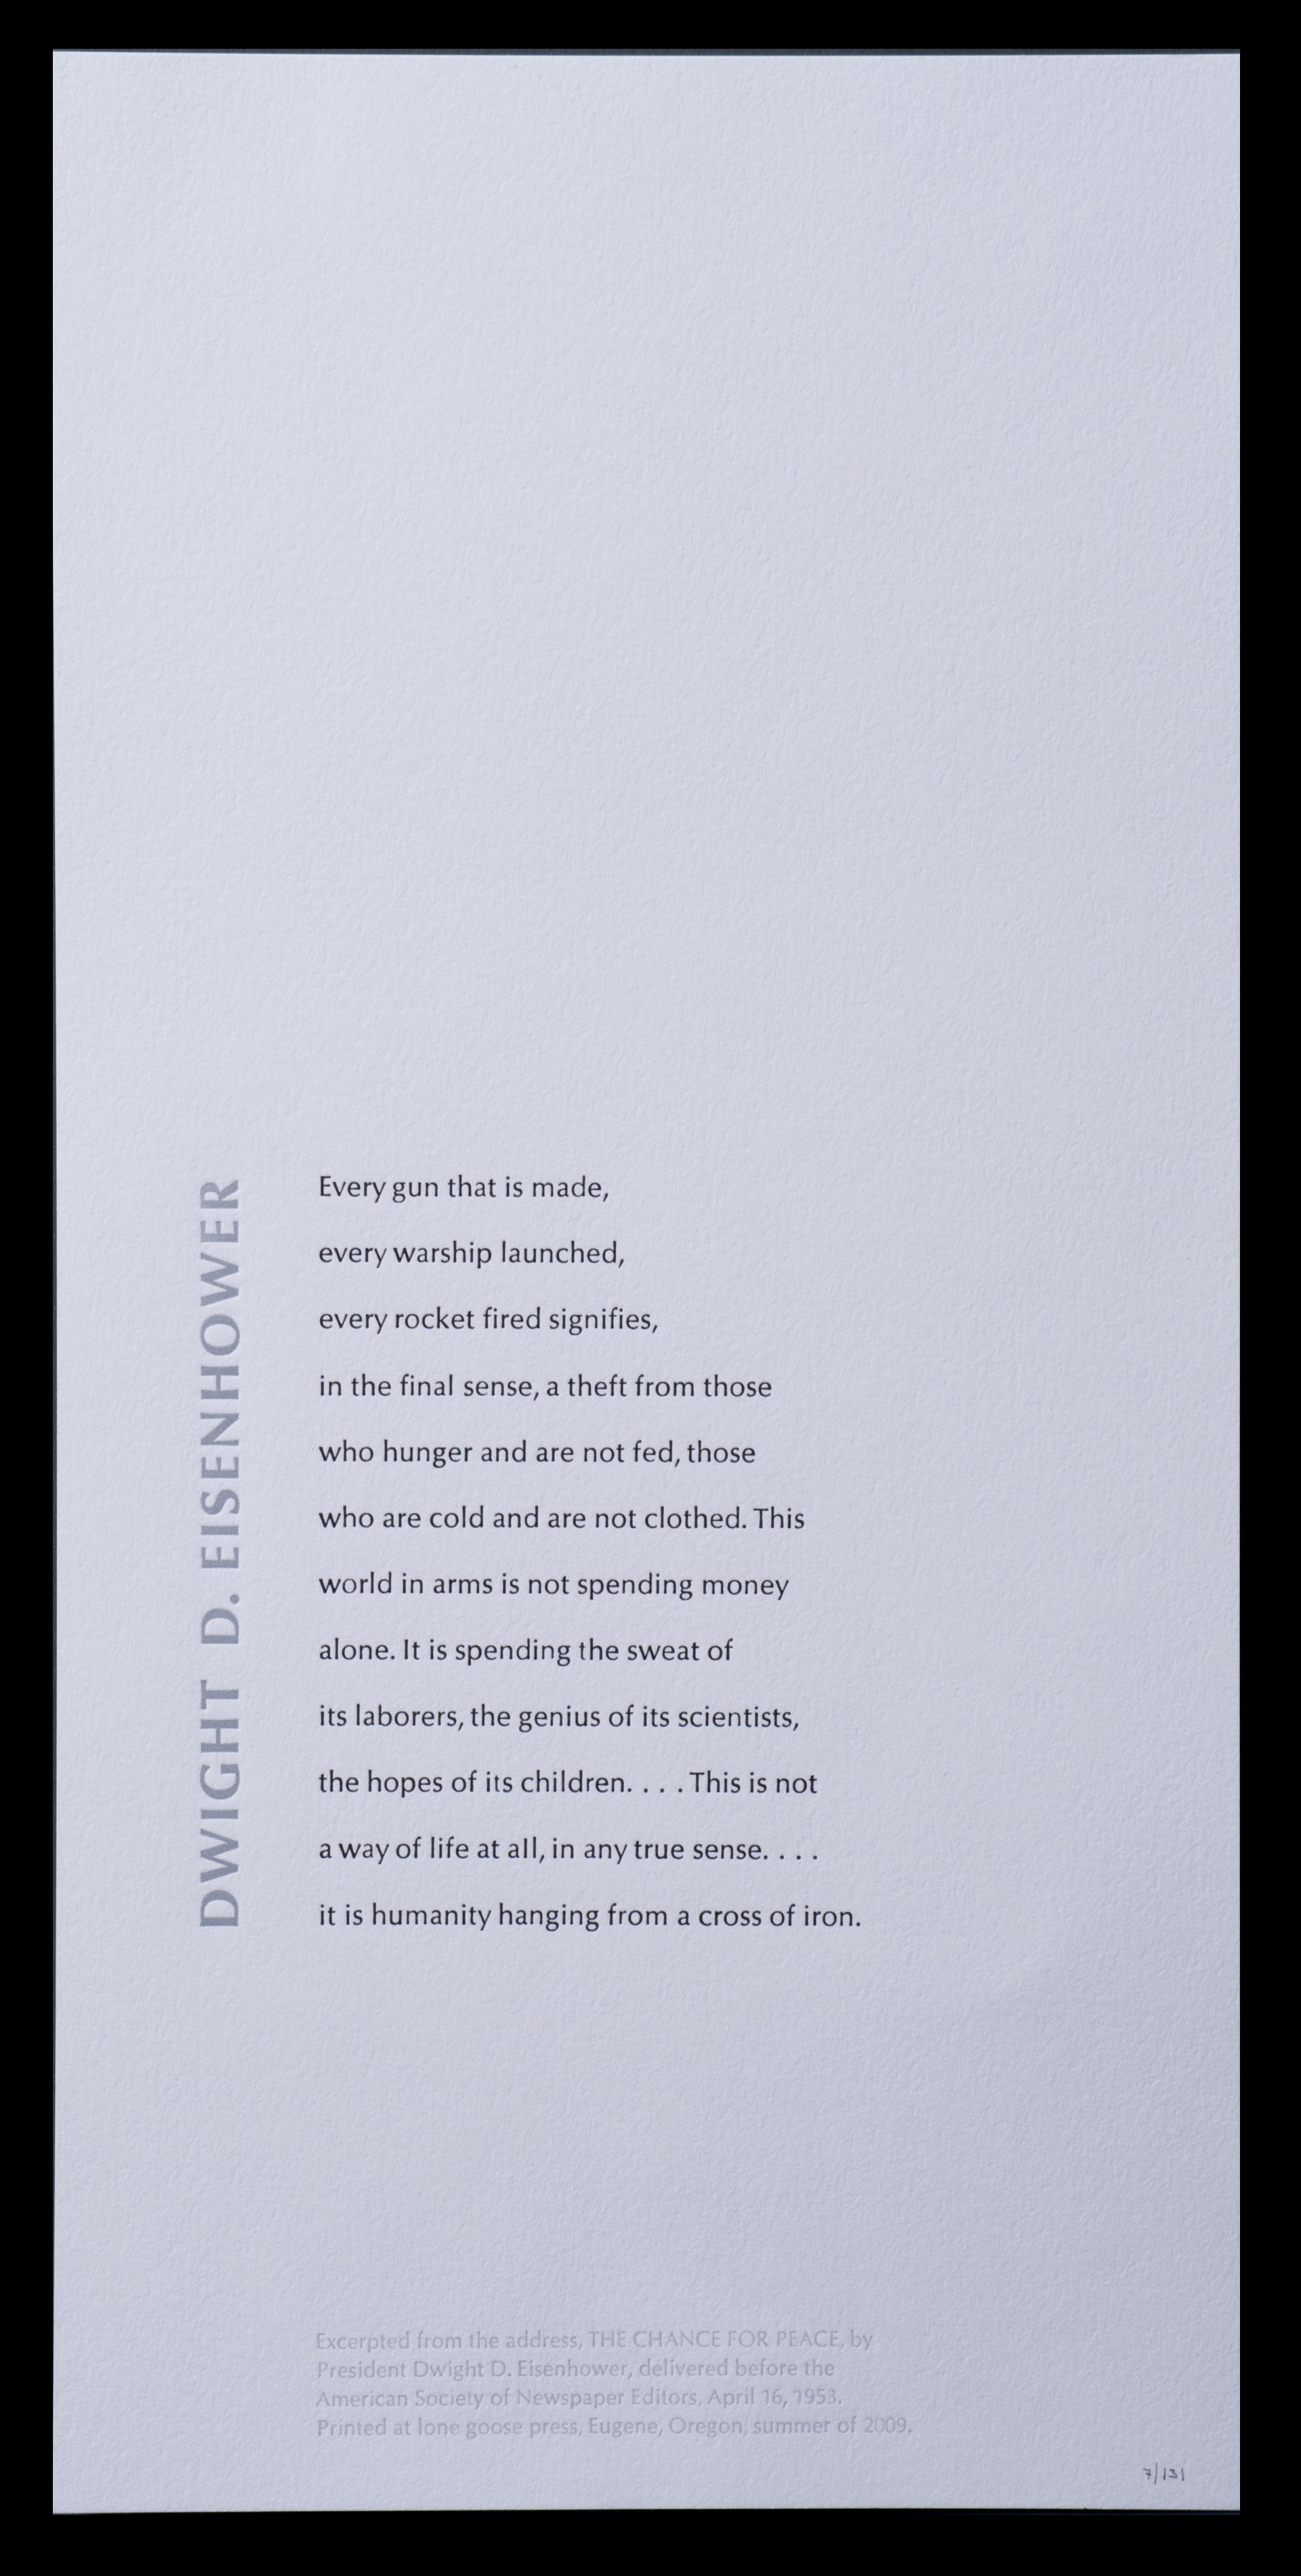 DWIGHT D. EISENHOWER
Every gun that is made,
every warship launched,
every rocket fired signifies,
in the final sense, a theft from those
who hunger and are not fed, those
who are cold and are not clothed. This
world in arms is not spending money
alone. It is spending the sweat of
its laborers, the genius of its scientists,
the hopes of its children. . . . This is not
a way of life at all, in any true sense. . . .
it is humanity hanging from a cross of iron.
Excerpted from the address, THE CHANCE FOR PEACE, by
President Dwight D. Eisenhower, delivered before the
American Society of Newspaper Editors, April 16, 1953.
Printed at lone goose press, Eugene, Oregon, summer of 2009.
7/131